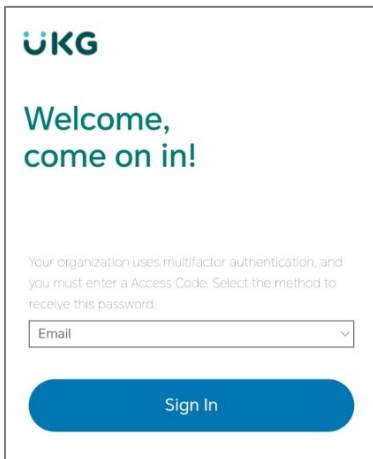 UKG
Welcome,
come on in!
Your organization uses multifactor authentication, and
you must enter a Access Code. Select the method to
receive this password.
Email
Sign In